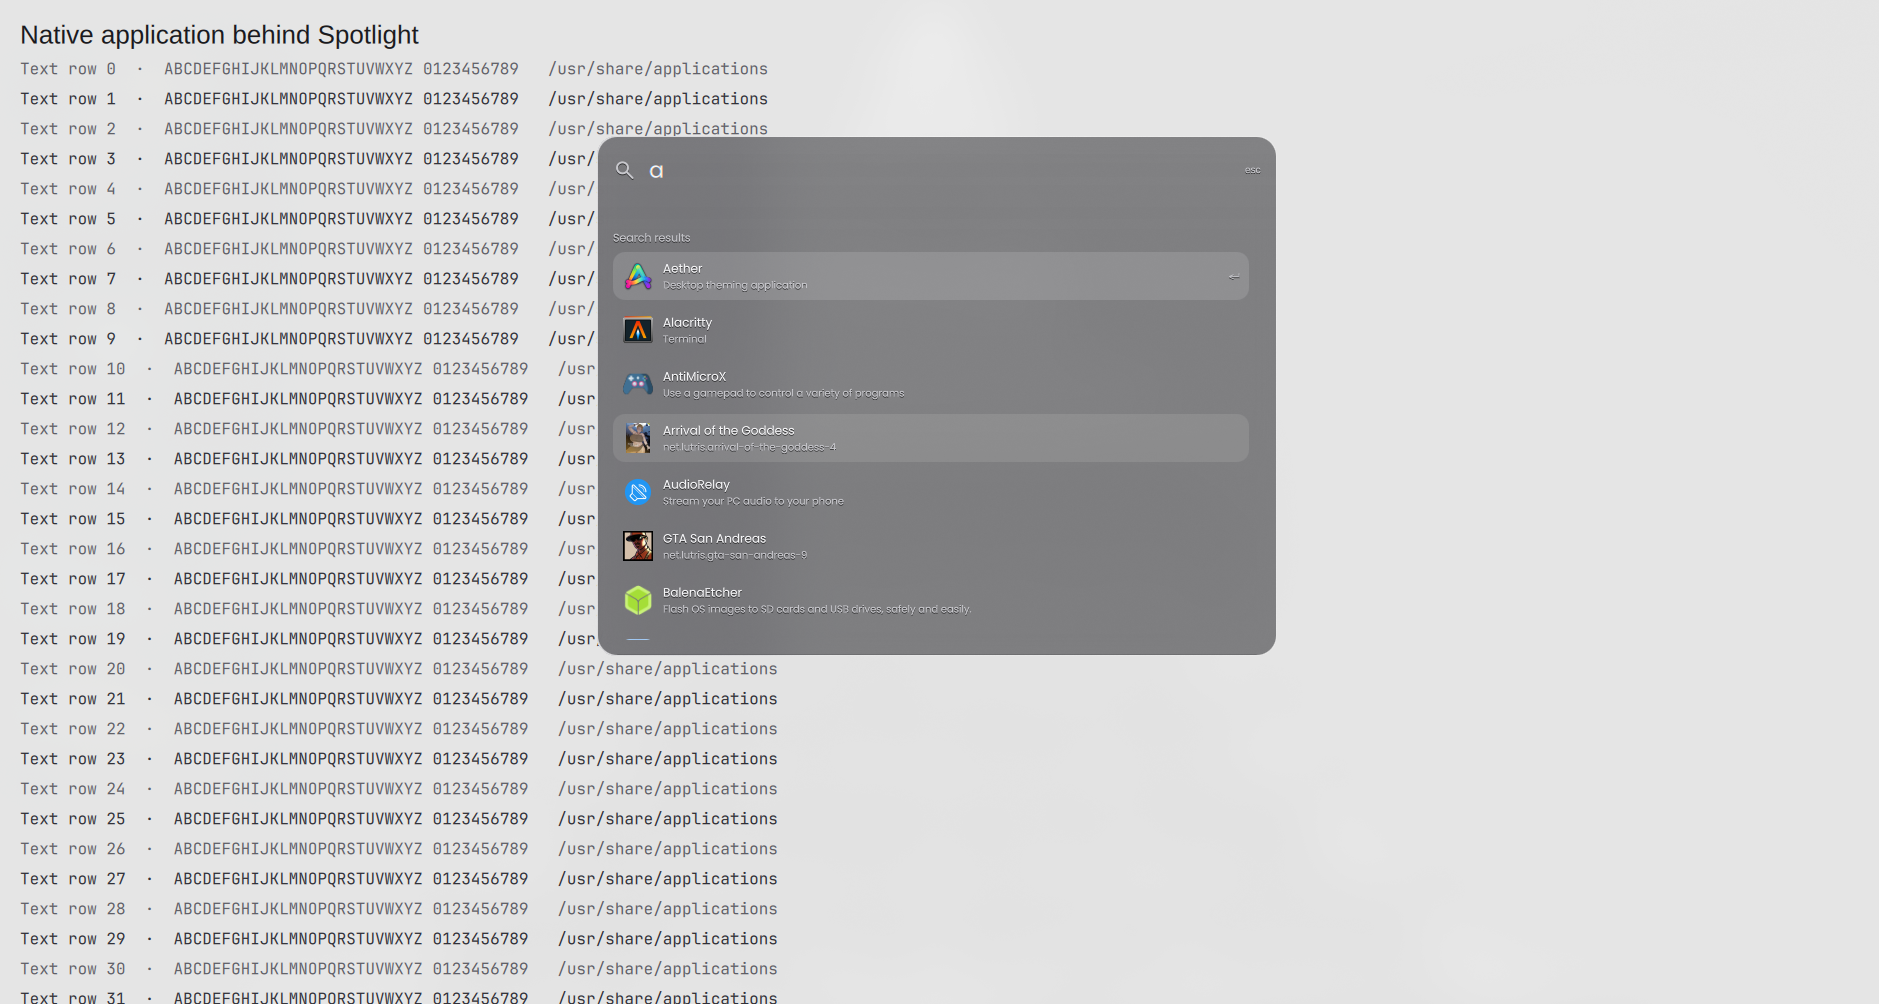 Native application behind Spotlight
Text row 0 · ABCDEFGHIJKLMNOPQRSTUVWXYZ 0123456789 /usr/share/applications
Text row 1 · ABCDEFGHIJKLMNOPQRSTUVWXYZ 0123456789 /usr/share/applications
Text row 2 · ABCDEFGHIJKLMNOPQRSTUVWXYZ 0123456789 /usr/share/applications
Text row 3 · ABCDEFGHIJKLMNOPQRSTUVWXYZ 0123456789 /usr/
Text row 4 · ABCDEFGHIJKLMNOPQRSTUVWXYZ 0123456789 /usr/
Text row 5 · ABCDEFGHIJKLMNOPQRSTUVWXYZ 0123456789 /usr/
Text row 6 · ABCDEFGHIJKLMNOPQRSTUVWXYZ 0123456789 /usr/
Text row 7 · ABCDEFGHIJKLMNOPQRSTUVWXYZ 0123456789 /usr/
Text row 8 · ABCDEFGHIJKLMNOPQRSTUVWXYZ 0123456789 /usr/
Text row 9 · ABCDEFGHIJKLMNOPQRSTUVWXYZ 0123456789 /usr/
Text row 10 · ABCDEFGHIJKLMNOPQRSTUVWXYZ 0123456789 /usr
Text row 11 · ABCDEFGHIJKLMNOPQRSTUVWXYZ 0123456789 /usr
Text row 12 · ABCDEFGHIJKLMNOPQRSTUVWXYZ 0123456789 /usr
Text row 13 · ABCDEFGHIJKLMNOPQRSTUVWXYZ 0123456789 /usr
Text row 14 · ABCDEFGHIJKLMNOPQRSTUVWXYZ 0123456789 /usr
Text row 15 · ABCDEFGHIJKLMNOPQRSTUVWXYZ 0123456789 /usr
Text row 16 · ABCDEFGHIJKLMNOPQRSTUVWXYZ 0123456789 /usr
Text row 17 · ABCDEFGHIJKLMNOPQRSTUVWXYZ 0123456789 /usr
Text row 18 · ABCDEFGHIJKLMNOPQRSTUVWXYZ 0123456789 /usr
Text row 19 · ABCDEFGHIJKLMNOPQRSTUVWXYZ 0123456789 /usr
Text row 20 · ABCDEFGHIJKLMNOPQRSTUVWXYZ 0123456789 /usr/share/applications
Text row 21 · ABCDEFGHIJKLMNOPQRSTUVWXYZ 0123456789 /usr/share/applications
Text row 22 · ABCDEFGHIJKLMNOPQRSTUVWXYZ 0123456789 /usr/share/applications
Text row 23 · ABCDEFGHIJKLMNOPQRSTUVWXYZ 0123456789 /usr/share/applications
Text row 24 · ABCDEFGHIJKLMNOPQRSTUVWXYZ 0123456789 /usr/share/applications
Text row 25 · ABCDEFGHIJKLMNOPQRSTUVWXYZ 0123456789 /usr/share/applications
Text row 26 · ABCDEFGHIJKLMNOPQRSTUVWXYZ 0123456789 /usr/share/applications
Text row 27 · ABCDEFGHIJKLMNOPQRSTUVWXYZ 0123456789 /usr/share/applications
Text row 28 · ABCDEFGHIJKLMNOPQRSTUVWXYZ 0123456789 /usr/share/applications
Text row 29 · ABCDEFGHIJKLMNOPQRSTUVWXYZ 0123456789 /usr/share/applications
Text row 30 · ABCDEFGHIJKLMNOPQRSTUVWXYZ 0123456789 /usr/share/applications
Text row 31 · ABCDEFGHIJKLMNOPQRSTUVWXYZ 0123456789 /usr/share/applications
a esc
Search results
Aether
Desktop theming application
Alacritty
Terminal
AntiMicroX
Use a gamepad to control a variety of programs
Arrival of the Goddess
net.lutris.arrival-of-the-goddess-4
AudioRelay
Stream your PC audio to your phone
GTA San Andreas
net.lutris.gta-san-andreas-9
BalenaEtcher
Flash OS images to SD cards and USB drives, safely and easily.